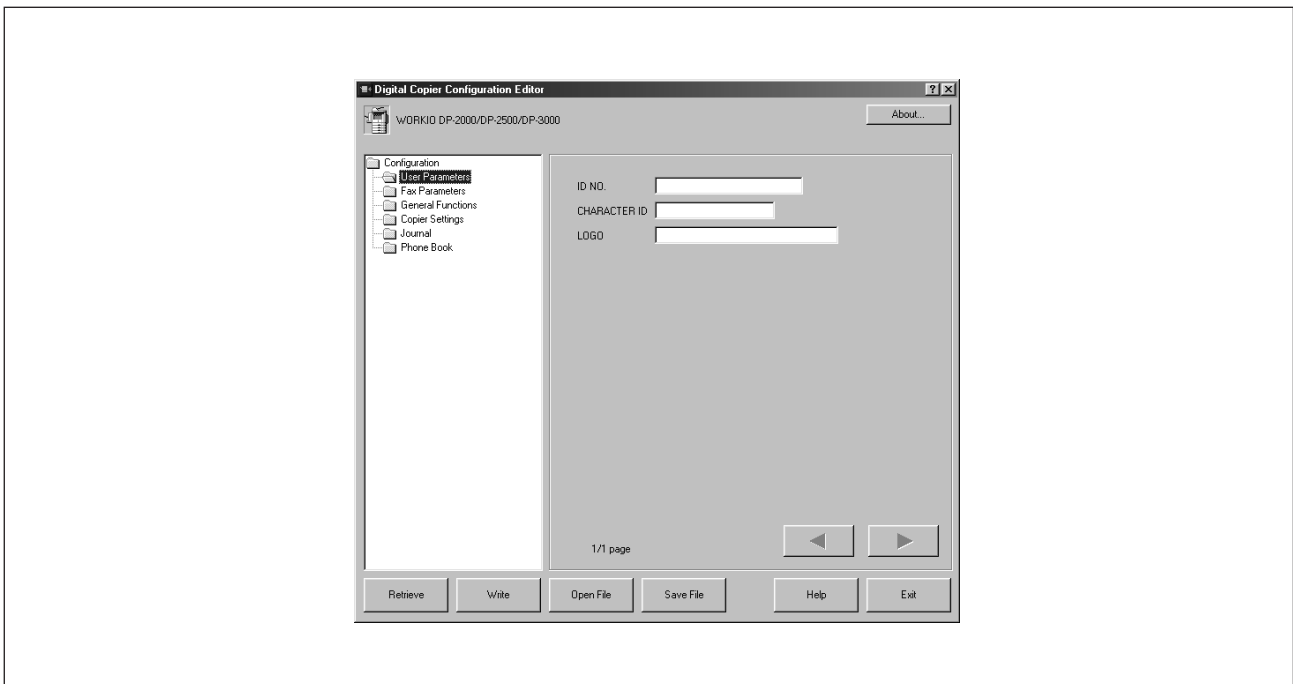 Digital Copier Configuration Editor
WORKIO DP-2000/DP-2500/DP-3000
About...
Configuration
User Parameters
Fax Parameters
General Functions
Copier Settings
Journal
Phone Book
ID NO.
CHARACTER ID
LOGO
1/1 page
Retrieve Write Open File Save File Help Exit